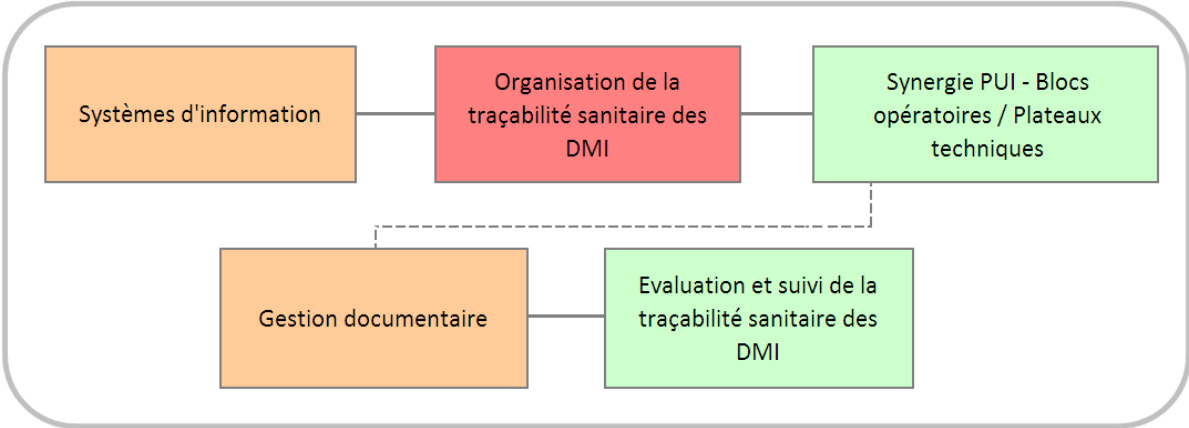 Systèmes d'information
Organisation de la
traçabilité sanitaire des
DMI
Synergie PUI - Blocs
opératoires / Plateaux
techniques
Gestion documentaire
Evaluation et suivi de la
traçabilité sanitaire des
DMI